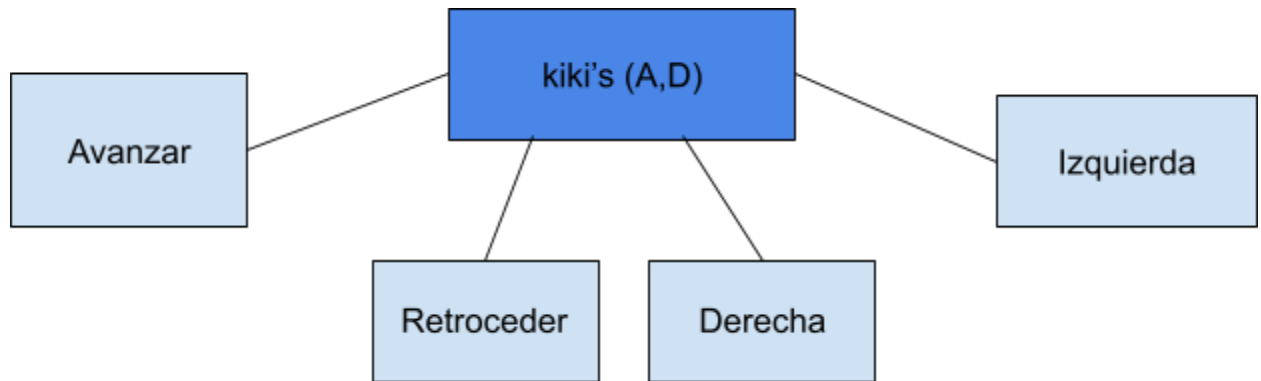 kiki's (A,D)
Avanzar
Izquierda
Retroceder
Derecha